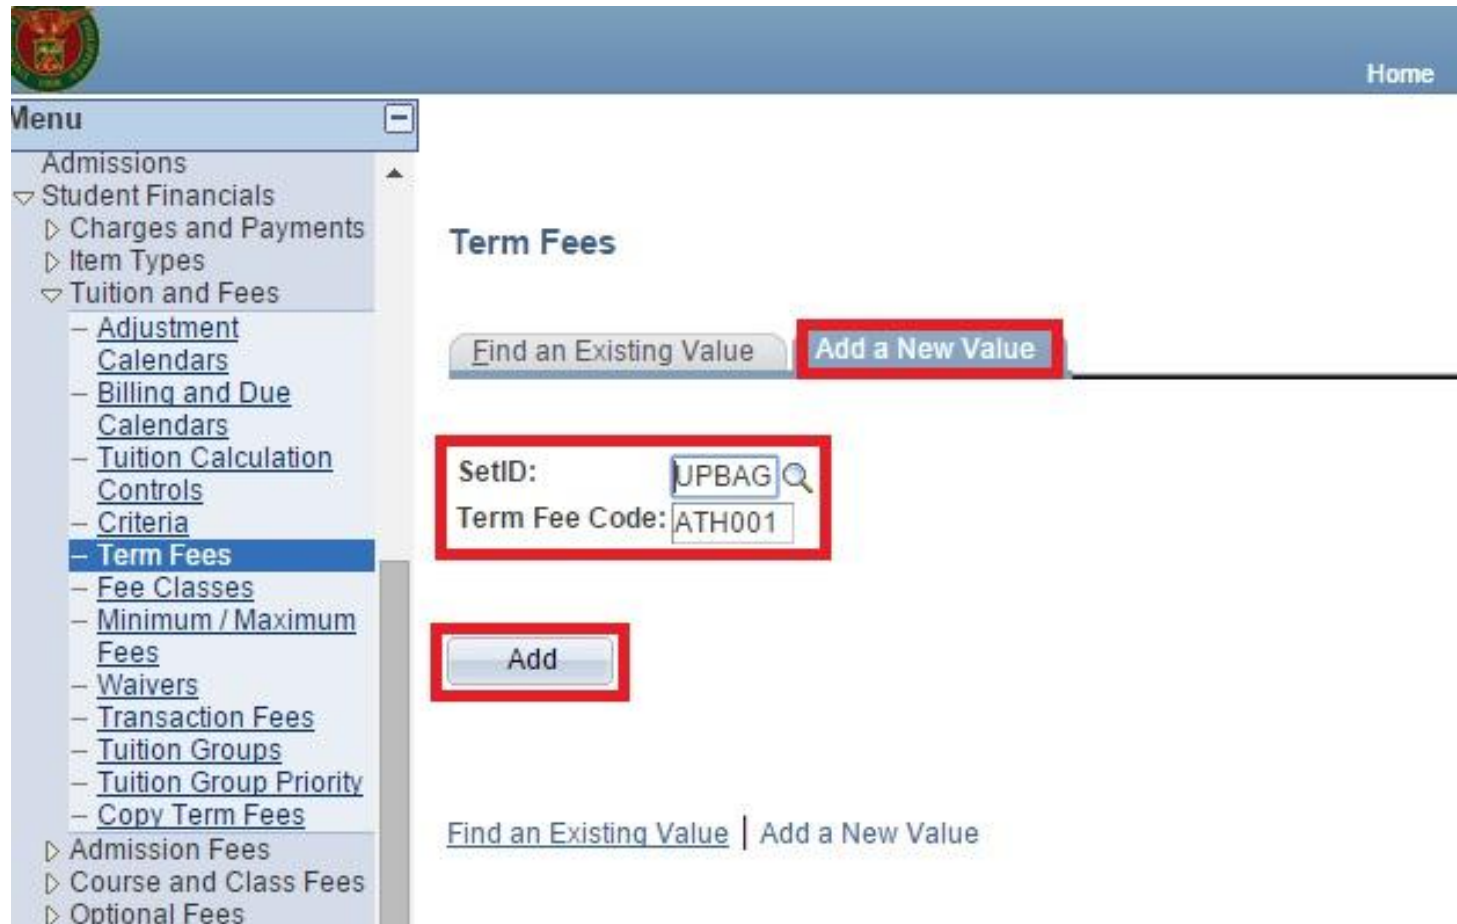 Home
Menu
Admissions
Student Financials
Charges and Payments
Item Types
Tuition and Fees
Adjustment
Calendars
Billing and Due
Calendars
Tuition Calculation
Controls
Criteria
Term Fees
Fee Classes
Minimum / Maximum
Fees
Waivers
Transaction Fees
Tuition Groups
Tuition Group Priority
Copy Term Fees
Admission Fees
Course and Class Fees
Optional Fees
Term Fees
Find an Existing Value Add a New Value
SetID: UPBAG
Term Fee Code: ATH001
Add
Find an Existing Value | Add a New Value